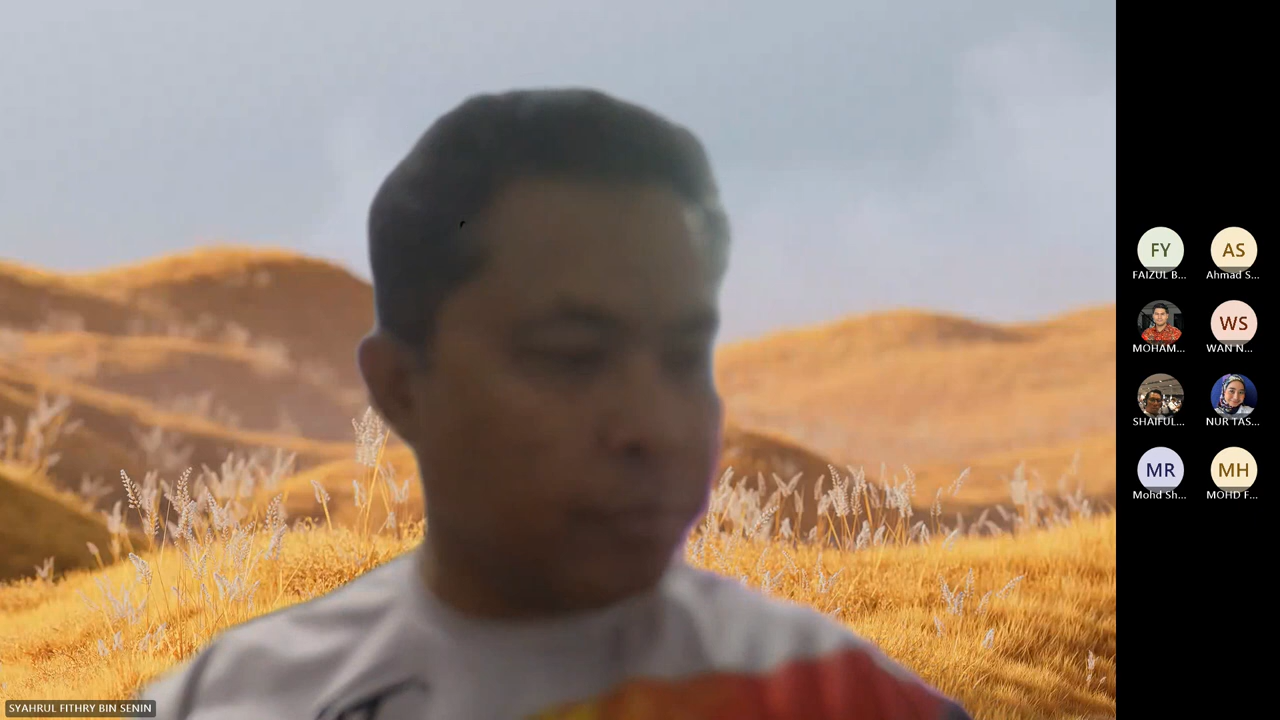 FY
AS
FAIZUL B...
Ahmad S...
MOHAM...
WS
WAN N...
SHAIFUL...
NUR TAS...
MR
MH
Mohd Sh...
MOHD F...
SYAHRUL FITHRY BIN SENIN